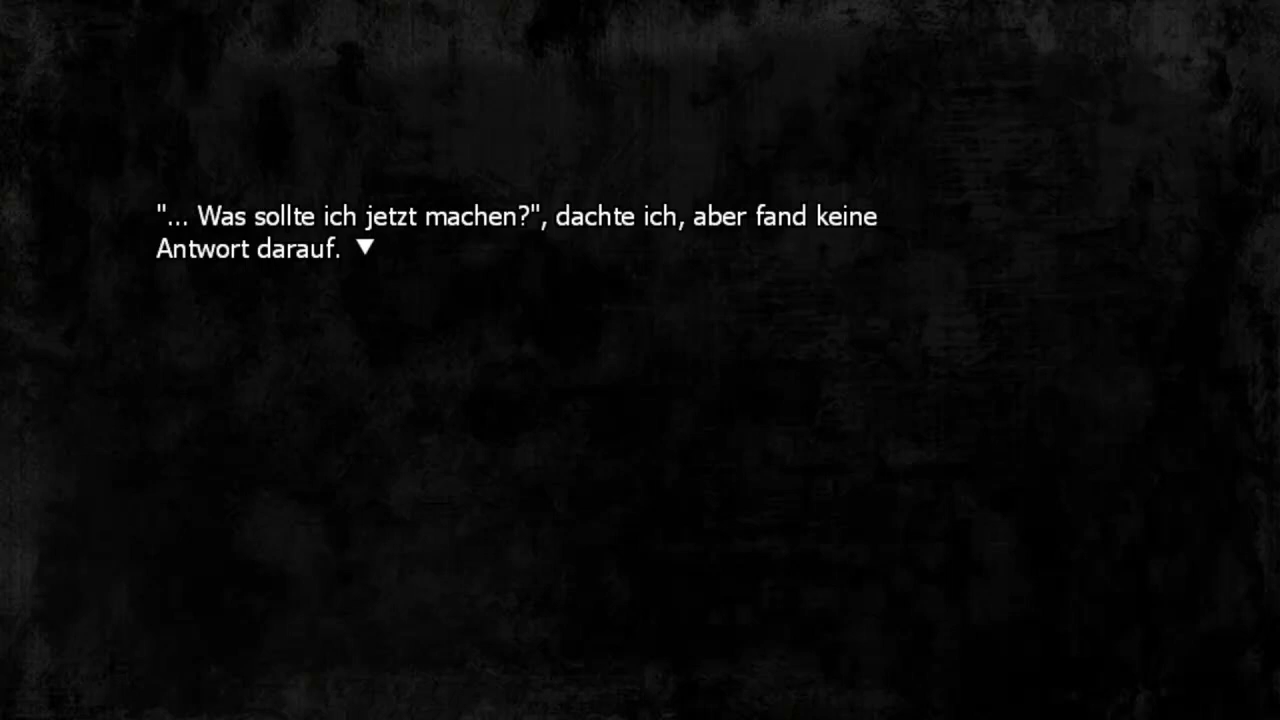 "... Was sollte ich jetzt machen?", dachte ich, aber fand keine
Antwort darauf. ▼